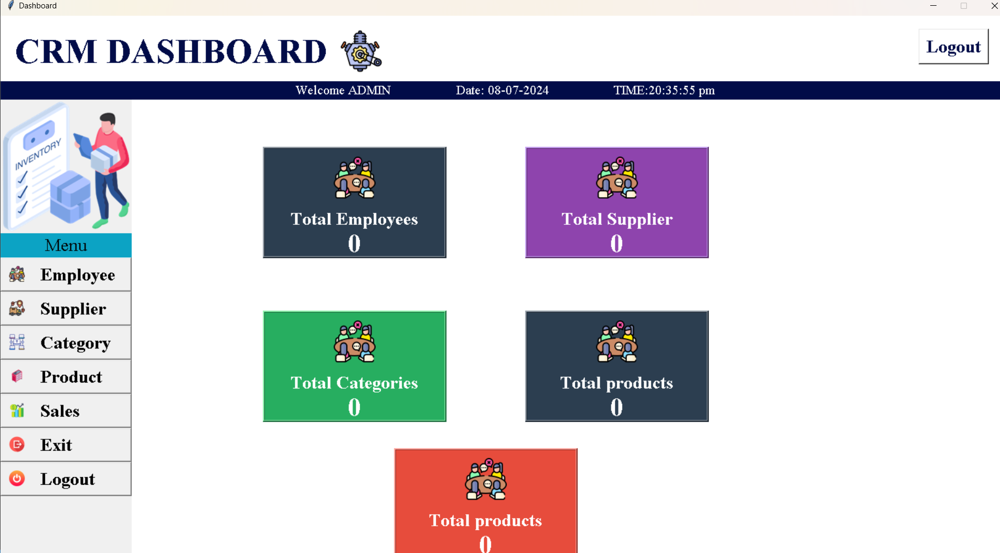 Dashboard
CRM DASHBOARD
Logout
Welcome ADMIN Date: 08-07-2024 TIME:20:35:55 pm
INVENTORY
Menu
Employee
Supplier
Category
Product
Sales
Exit
Logout
Total Employees
0
Total Supplier
0
Total Categories
0
Total products
0
Total products
0